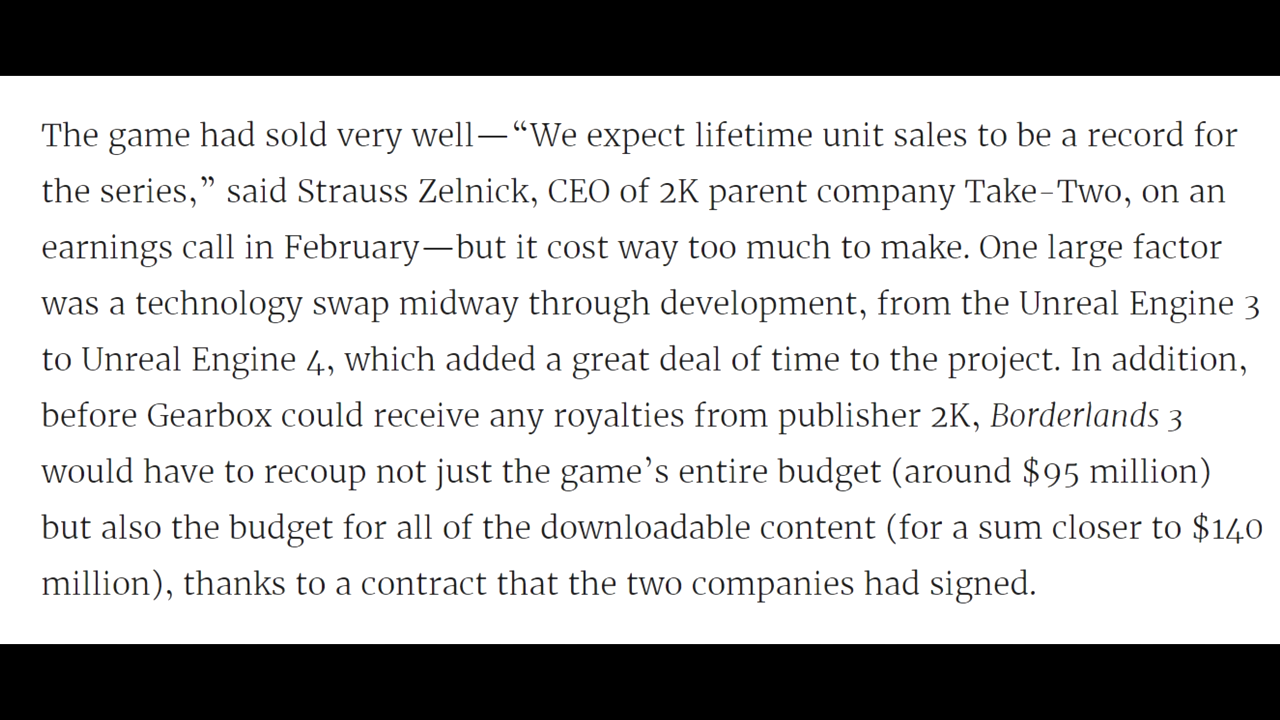 The game had sold very well—“We expect lifetime unit sales to be a record for
the series,” said Strauss Zelnick, CEO of 2K parent company Take-Two, on an
earnings call in February—but it cost way too much to make. One large factor
was a technology swap midway through development, from the Unreal Engine 3
to Unreal Engine 4, which added a great deal of time to the project. In addition,
before Gearbox could receive any royalties from publisher 2K, Borderlands 3
would have to recoup not just the game’s entire budget (around $95 million)
but also the budget for all of the downloadable content (for a sum closer to $140
million), thanks to a contract that the two companies had signed.